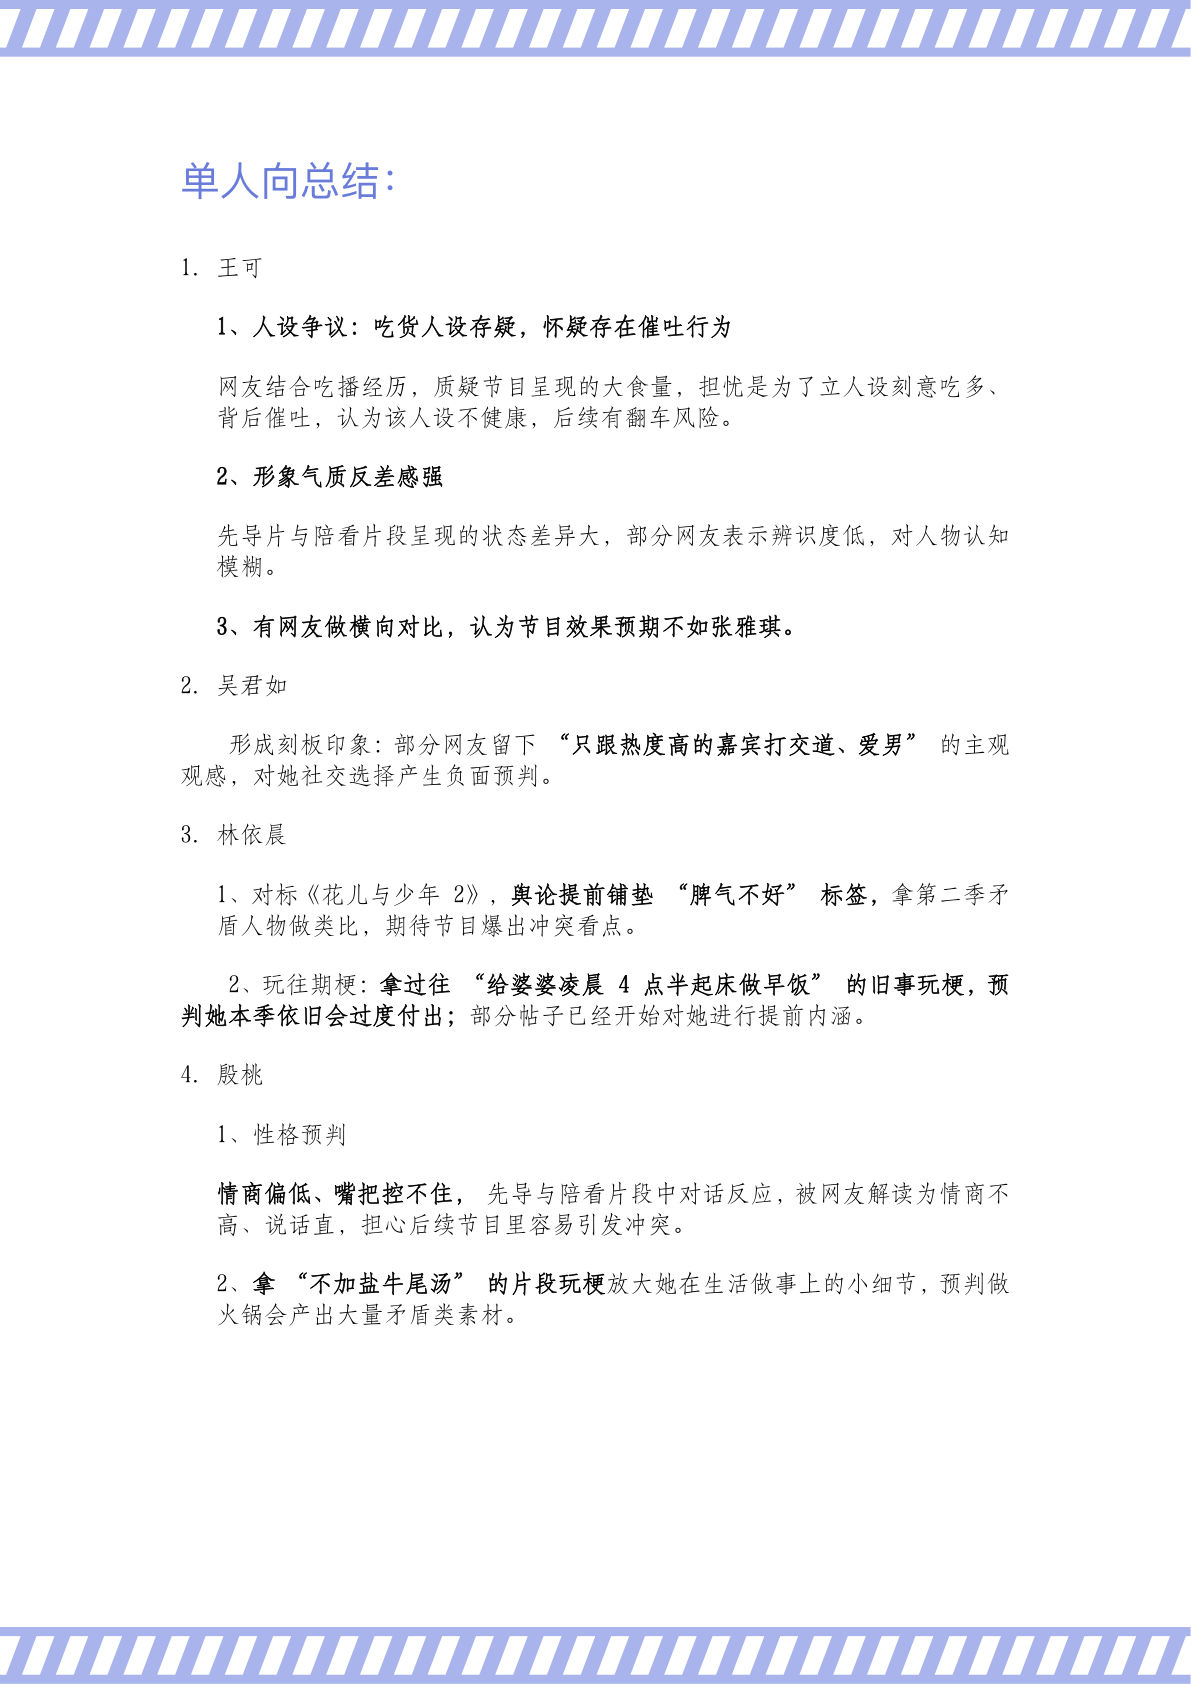 单人向总结：
1. 王可
1、人设争议：吃货人设存疑，怀疑存在催吐行为
网友结合吃播经历，质疑节目呈现的大食量，担忧是为了立人设刻意吃多、
背后催吐，认为该人设不健康，后续有翻车风险。
2、形象气质反差感强
先导片与陪看片段呈现的状态差异大，部分网友表示辨识度低，对人物认知
模糊。
3、有网友做横向对比，认为节目效果预期不如张雅琪。
2. 吴君如
形成刻板印象：部分网友留下 “只跟热度高的嘉宾打交道、爱男” 的主观
观感，对她社交选择产生负面预判。
3. 林依晨
1、对标《花儿与少年 2》，舆论提前铺垫 “脾气不好” 标签，拿第二季矛
盾人物做类比，期待节目爆出冲突看点。
2、玩往期梗：拿过往 “给婆婆凌晨 4 点半起床做早饭” 的旧事玩梗，预
判她本季依旧会过度付出；部分帖子已经开始对她进行提前内涵。
4. 殷桃
1、性格预判
情商偏低、嘴把控不住， 先导与陪看片段中对话反应，被网友解读为情商不
高、说话直，担心后续节目里容易引发冲突。
2、拿 “不加盐牛尾汤” 的片段玩梗放大她在生活做事上的小细节，预判做
火锅会产出大量矛盾类素材。